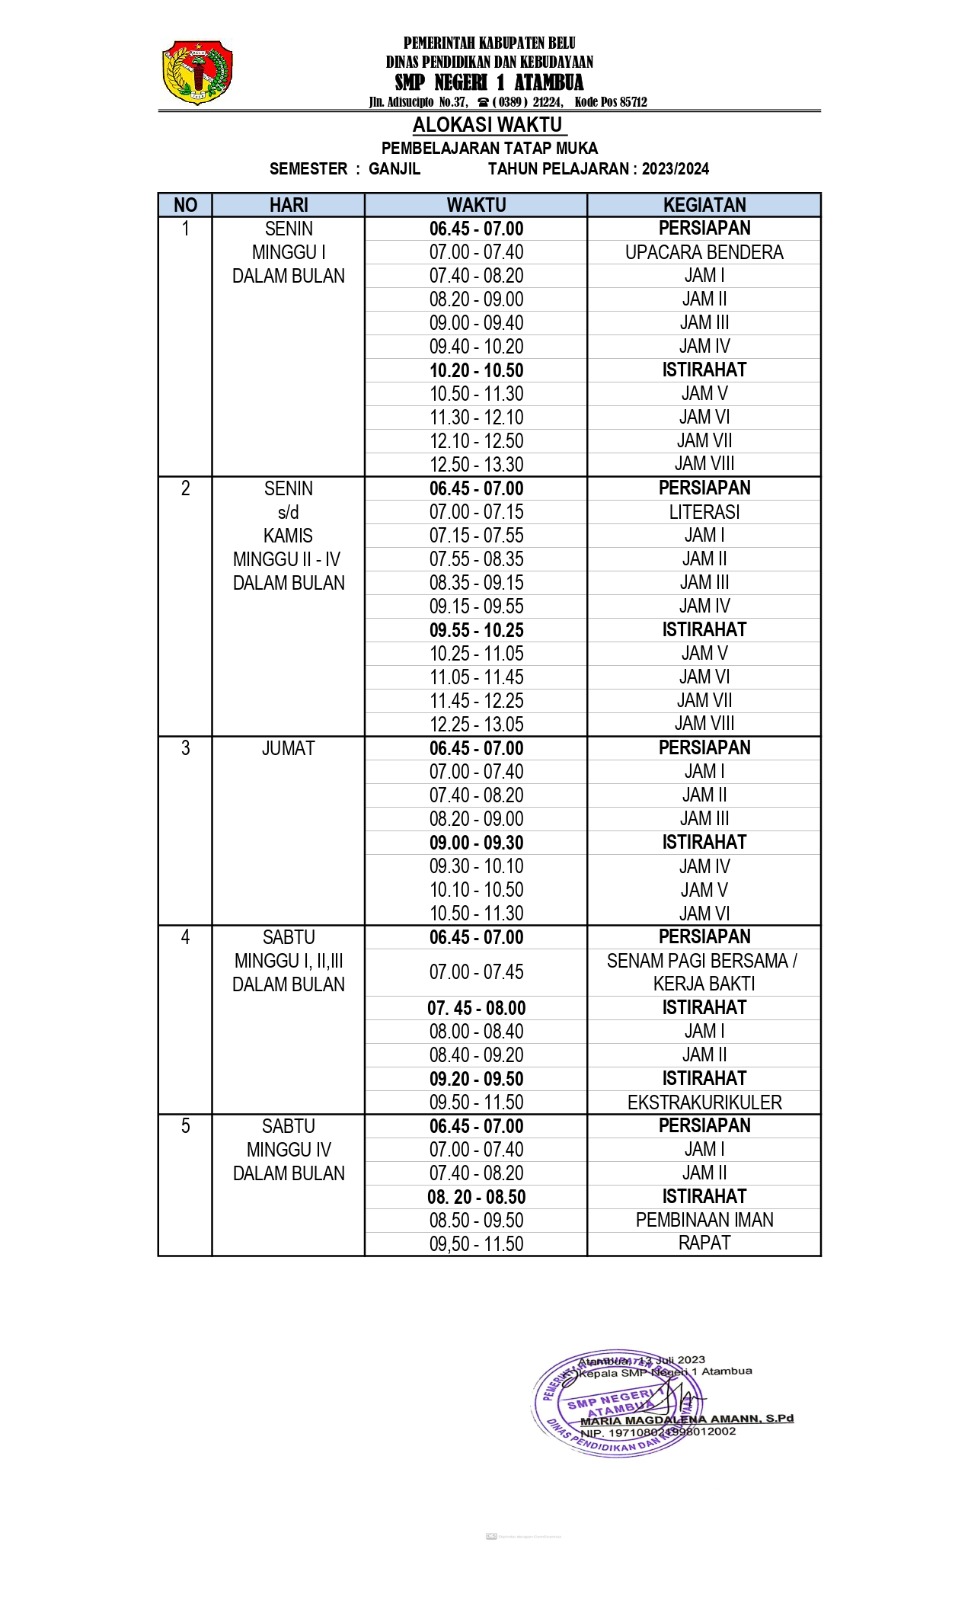 PEMERINTAH KABUPATEN BELU
DINAS PENDIDIKAN DAN KEBUDAYAAN
SMP NEGERI 1 ATAMBUA
Jln. Adisucipto No.37, ☎ ( 0389 ) 21224, Kode Pos 85712
ALOKASI WAKTU
PEMBELAJARAN TATAP MUKA
SEMESTER : GANJIL TAHUN PELAJARAN : 2023/2024
NO HARI WAKTU KEGIATAN
1 SENIN 06.45 - 07.00 PERSIAPAN
MINGGU I 07.00 - 07.40 UPACARA BENDERA
DALAM BULAN 07.40 - 08.20 JAM I
08.20 - 09.00 JAM II
09.00 - 09.40 JAM III
09.40 - 10.20 JAM IV
10.20 - 10.50 ISTIRAHAT
10.50 - 11.30 JAM V
11.30 - 12.10 JAM VI
12.10 - 12.50 JAM VII
12.50 - 13.30 JAM VIII
2 SENIN 06.45 - 07.00 PERSIAPAN
s/d 07.00 - 07.15 LITERASI
KAMIS 07.15 - 07.55 JAM I
MINGGU II - IV 07.55 - 08.35 JAM II
DALAM BULAN 08.35 - 09.15 JAM III
09.15 - 09.55 JAM IV
09.55 - 10.25 ISTIRAHAT
10.25 - 11.05 JAM V
11.05 - 11.45 JAM VI
11.45 - 12.25 JAM VII
12.25 - 13.05 JAM VIII
3 JUMAT 06.45 - 07.00 PERSIAPAN
07.00 - 07.40 JAM I
07.40 - 08.20 JAM II
08.20 - 09.00 JAM III
09.00 - 09.30 ISTIRAHAT
09.30 - 10.10 JAM IV
10.10 - 10.50 JAM V
10.50 - 11.30 JAM VI
4 SABTU 06.45 - 07.00 PERSIAPAN
MINGGU I, II,III 07.00 - 07.45 SENAM PAGI BERSAMA /
DALAM BULAN KERJA BAKTI
07. 45 - 08.00 ISTIRAHAT
08.00 - 08.40 JAM I
08.40 - 09.20 JAM II
09.20 - 09.50 ISTIRAHAT
09.50 - 11.50 EKSTRAKURIKULER
5 SABTU 06.45 - 07.00 PERSIAPAN
MINGGU IV 07.00 - 07.40 JAM I
DALAM BULAN 07.40 - 08.20 JAM II
08. 20 - 08.50 ISTIRAHAT
08.50 - 09.50 PEMBINAAN IMAN
09,50 - 11.50 RAPAT
Atambua, 13 Juli 2023
Kepala SMP Negeri 1 Atambua
PEMERINTAH KABUPATEN BELU
SMP NEGERI 1
ATAMBUA
DINAS PENDIDIKAN DAN KEBUDAYAAN
MARIA MAGDALENA AMANN, S.Pd
NIP. 197108021998012002